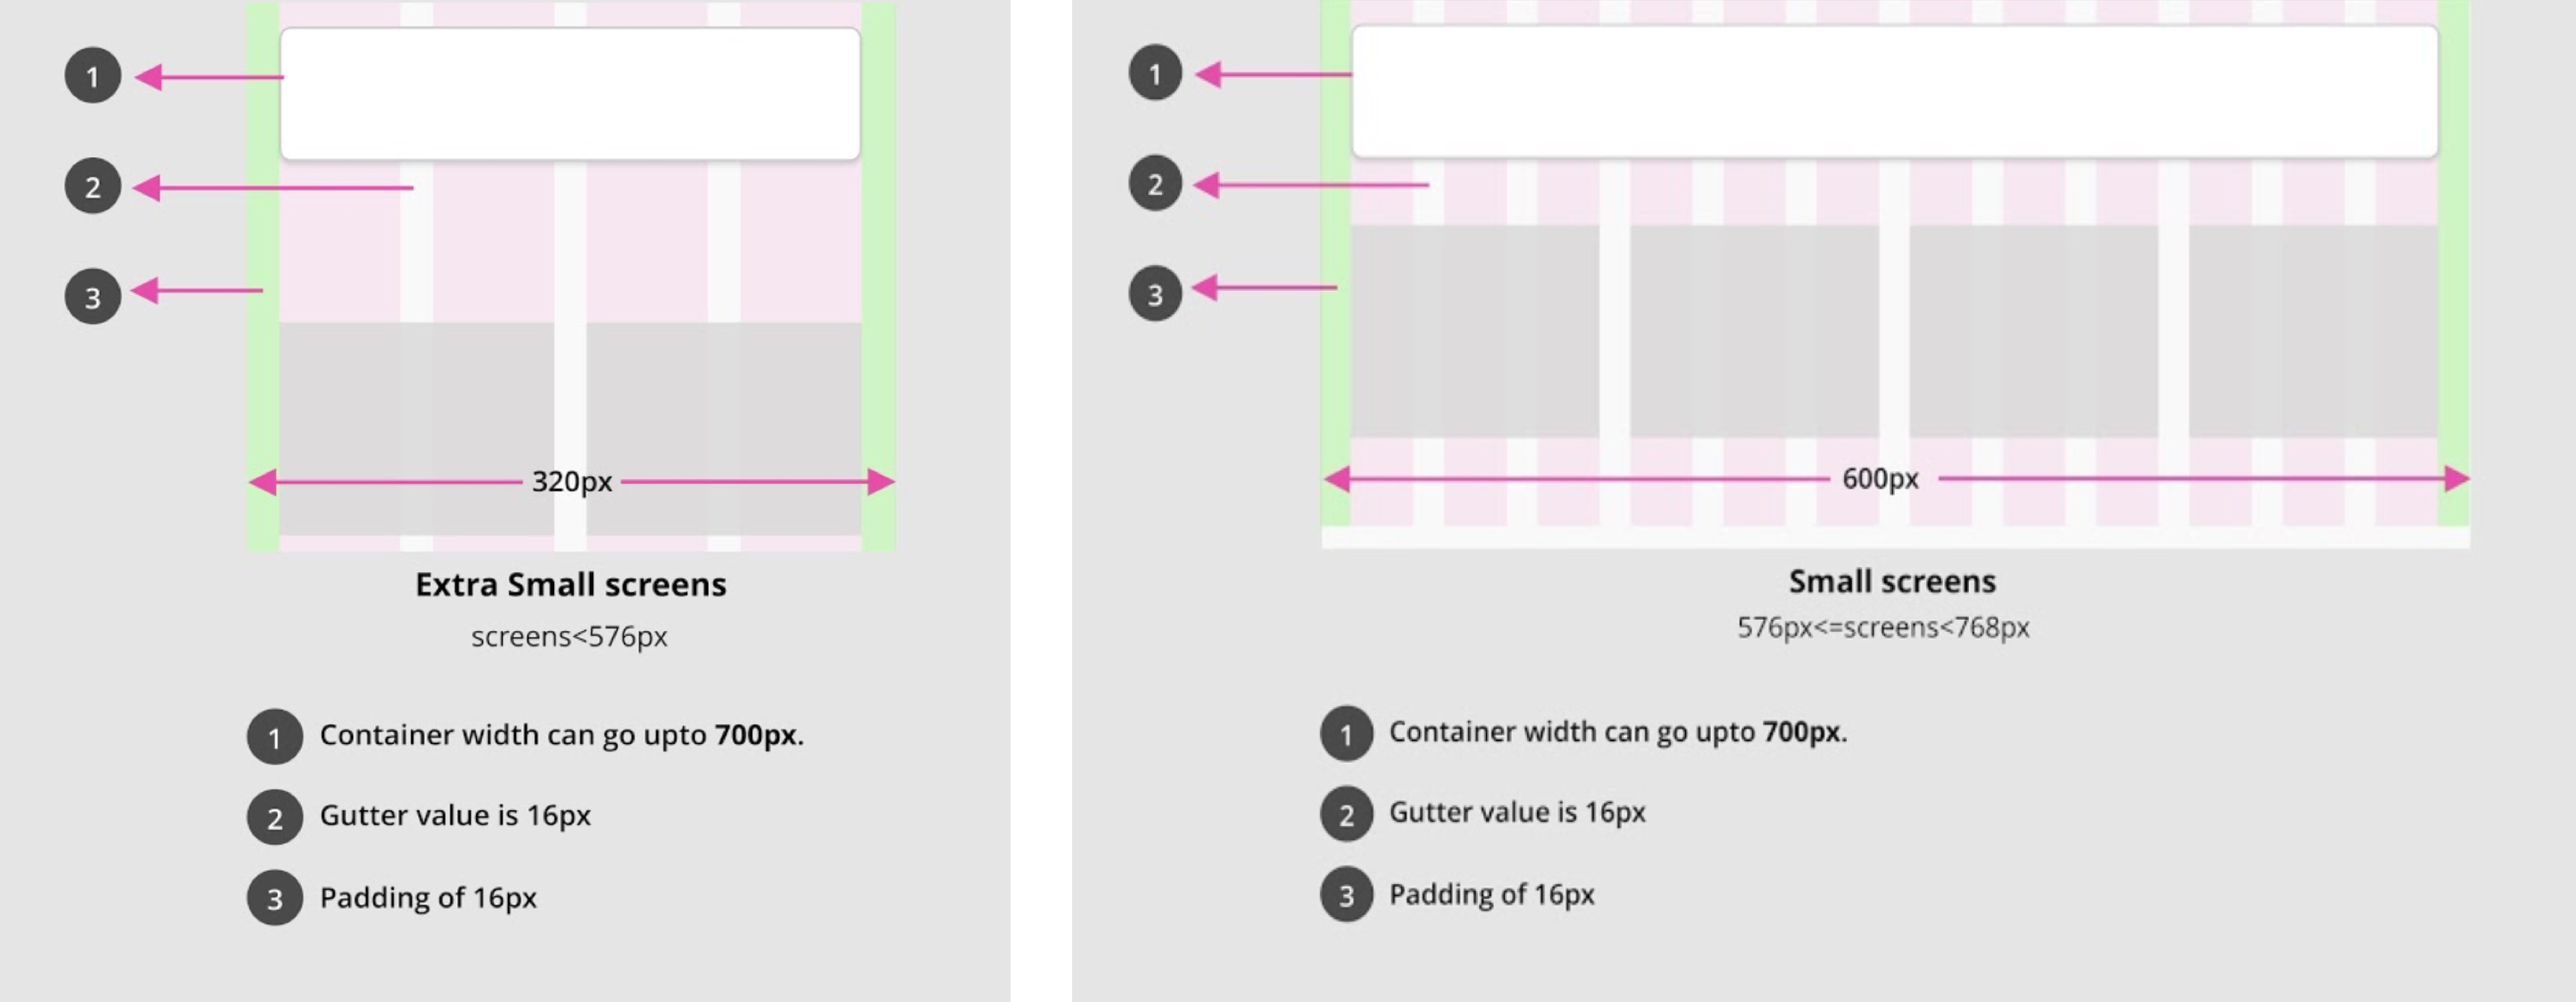 1
2
3
320px
Extra Small screens
screens<576px
1 Container width can go upto 700px.
2 Gutter value is 16px
3 Padding of 16px
1
2
3
600px
Small screens
576px<=screens<768px
1 Container width can go upto 700px.
2 Gutter value is 16px
3 Padding of 16px